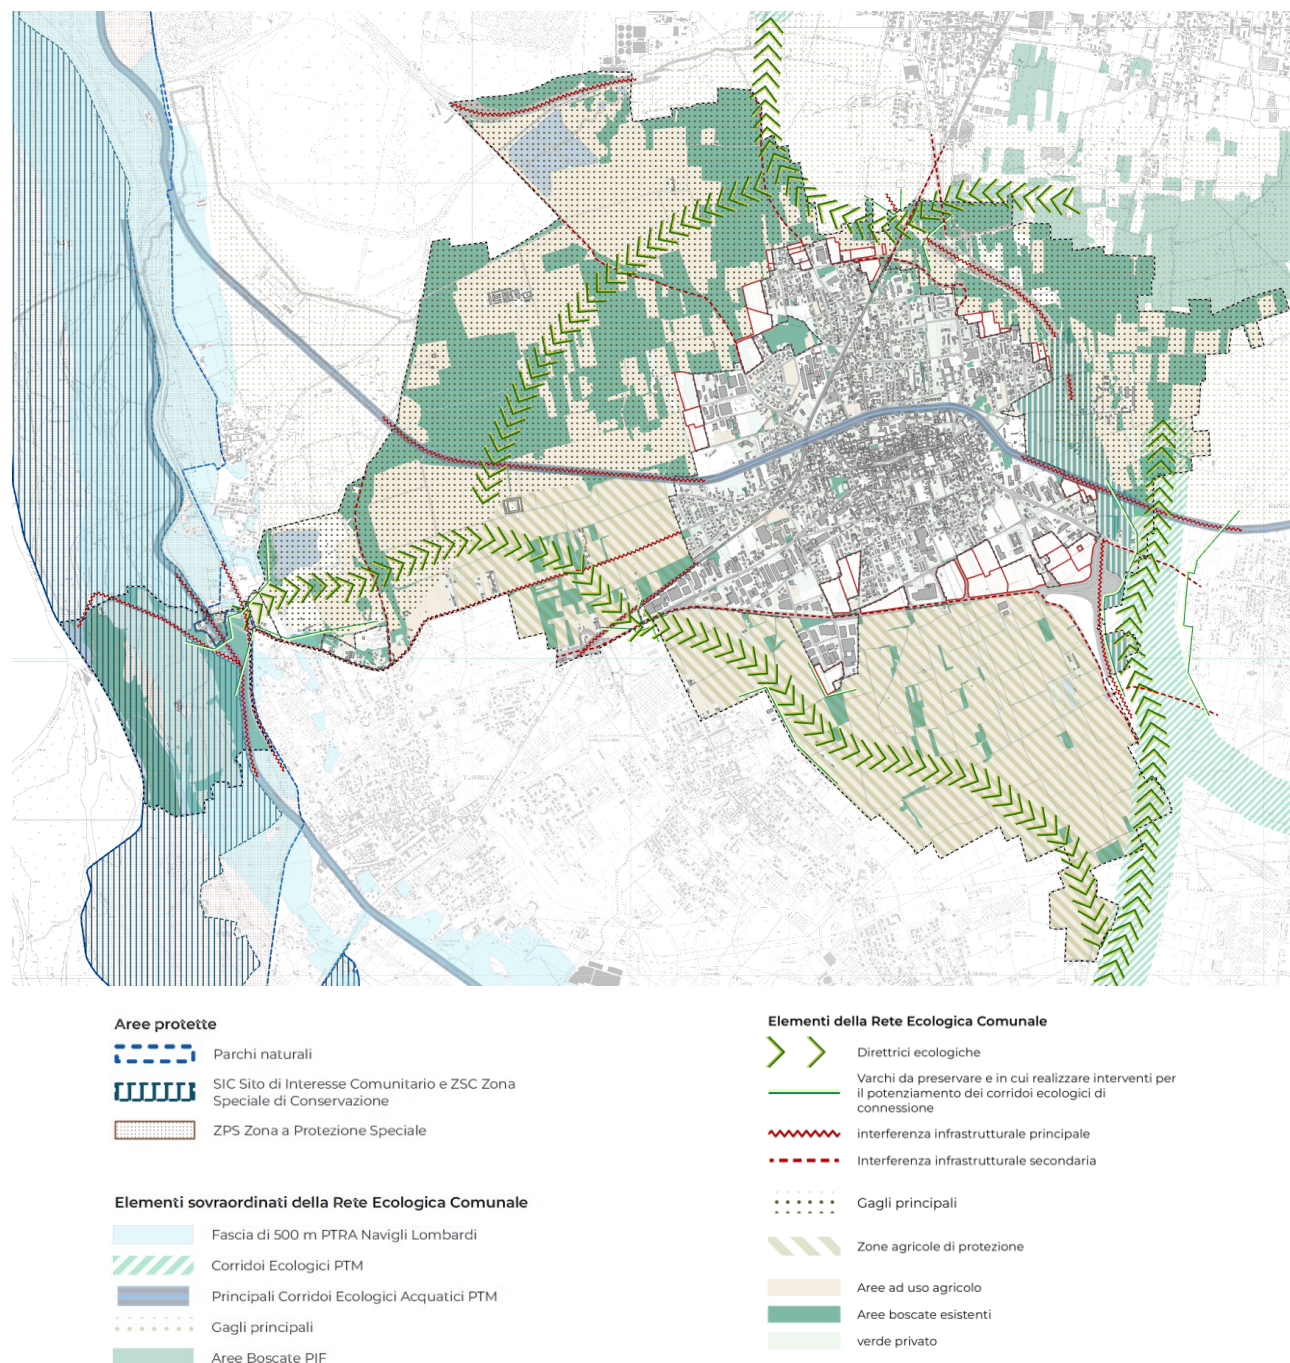 TURBIGO
Aree protette
Parchi naturali
SIC Sito di Interesse Comunitario e ZSC Zona
Speciale di Conservazione
ZPS Zona a Protezione Speciale
Elementi sovraordinati della Rete Ecologica Comunale
Fascia di 500 m PTRA Navigli Lombardi
Corridoi Ecologici PTM
Principali Corridoi Ecologici Acquatici PTM
Gagli principali
Aree Boscate PIF
Elementi della Rete Ecologica Comunale
Direttrici ecologiche
Varchi da preservare e in cui realizzare interventi per
il potenziamento dei corridoi ecologici di
connessione
interferenza infrastrutturale principale
Interferenza infrastrutturale secondaria
Gagli principali
Zone agricole di protezione
Aree ad uso agricolo
Aree boscate esistenti
verde privato